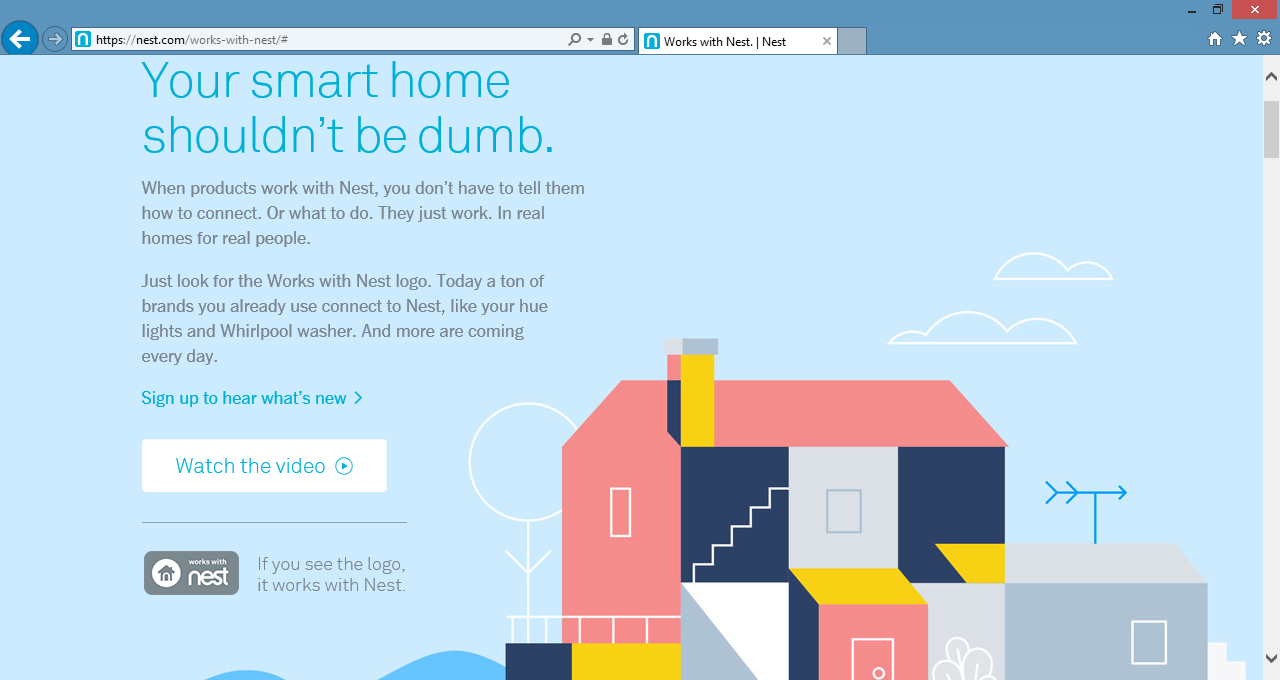 https://nest.com/works-with-nest/#
Works with Nest. | Nest
Your smart home
shouldn’t be dumb.
When products work with Nest, you don’t have to tell them
how to connect. Or what to do. They just work. In real
homes for real people.
Just look for the Works with Nest logo. Today a ton of
brands you already use connect to Nest, like your hue
lights and Whirlpool washer. And more are coming
every day.
Sign up to hear what’s new
Watch the video
works with
nest
If you see the logo,
it works with Nest.